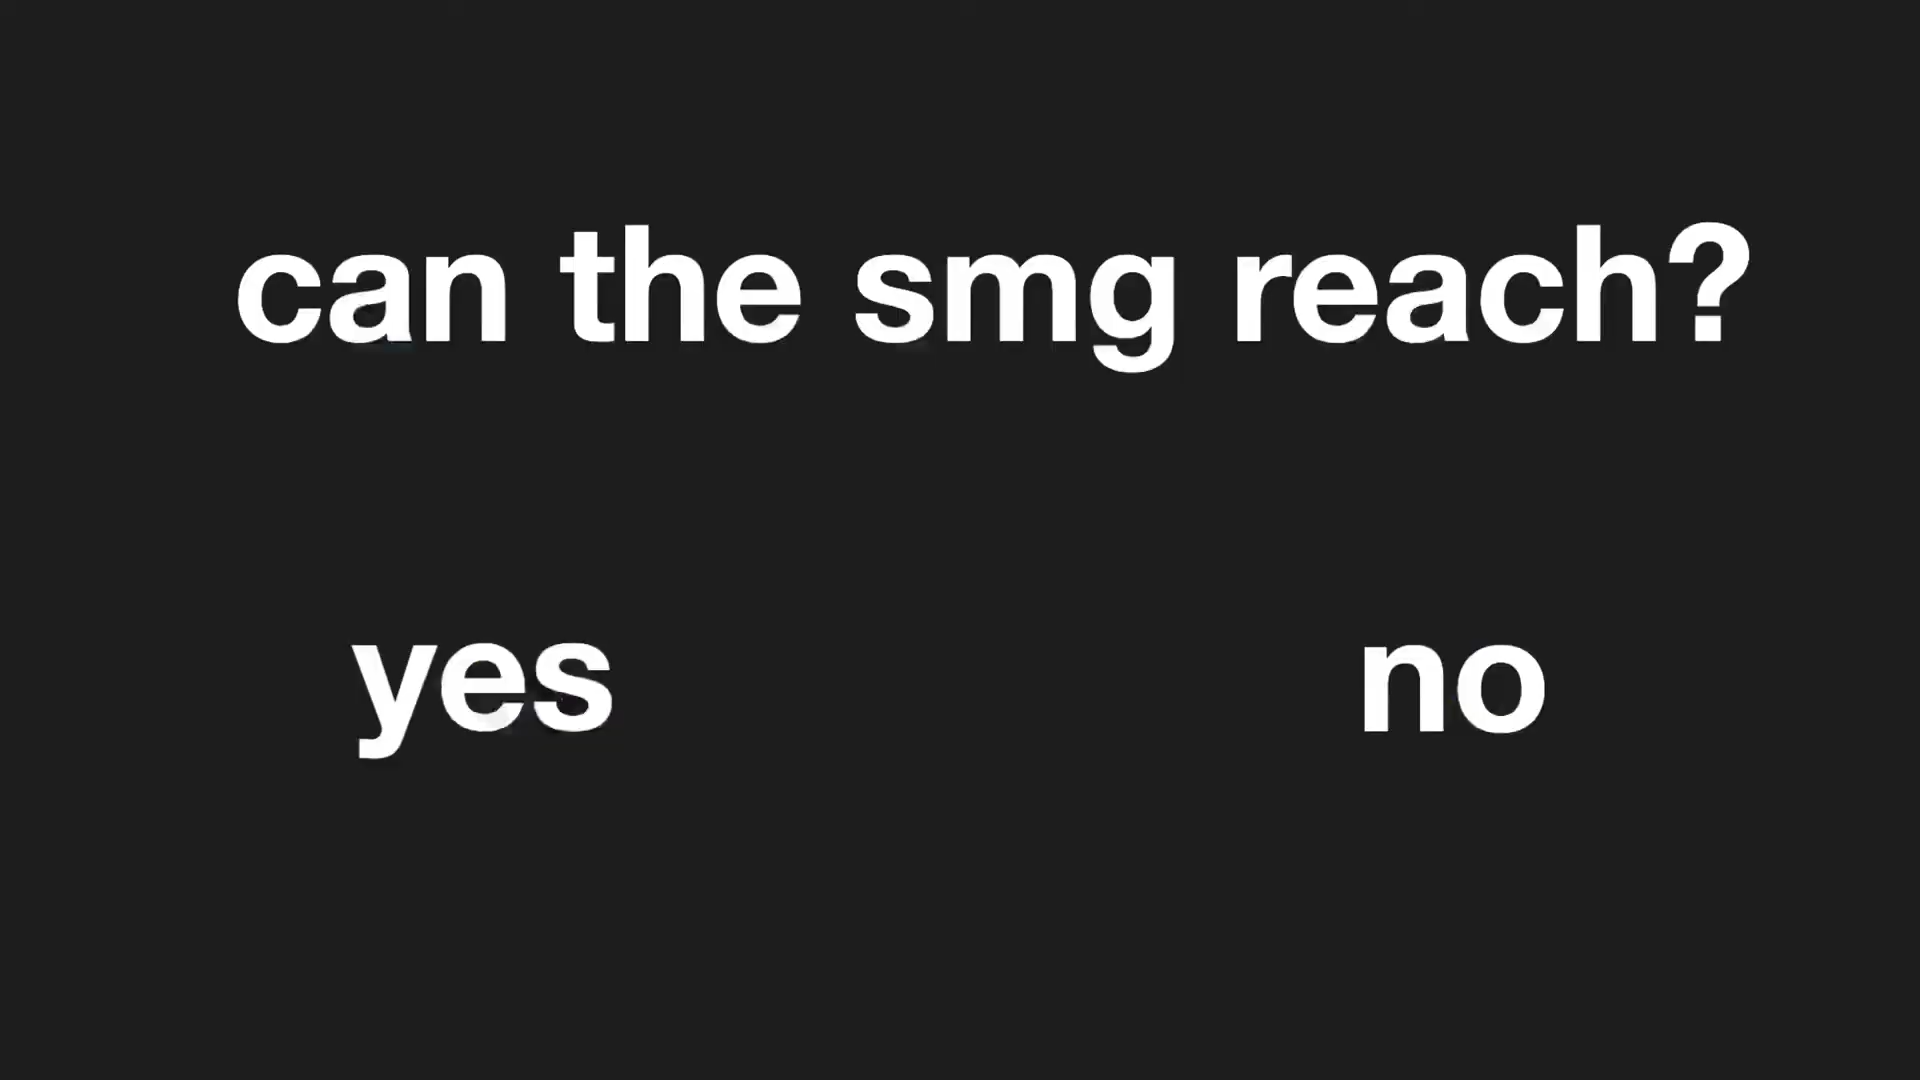 can the smg reach?
yes no